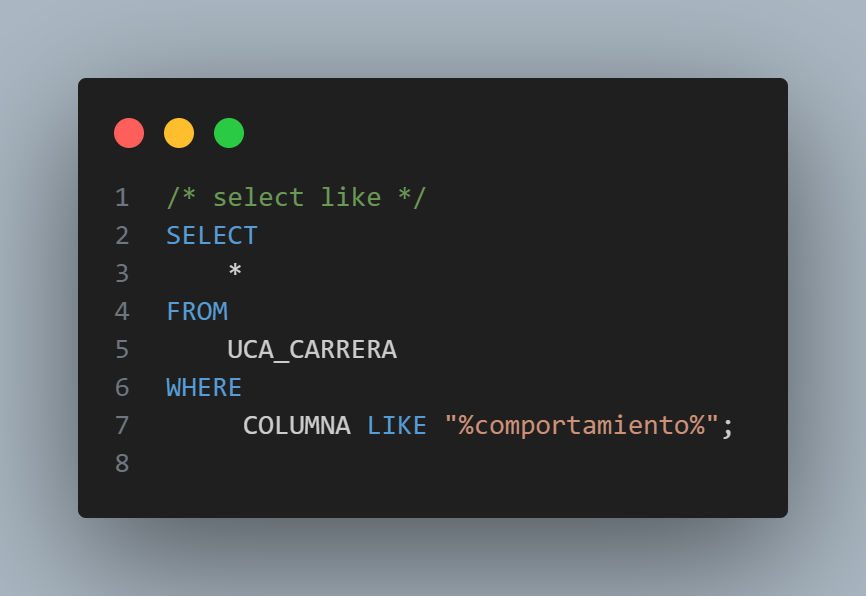 1 /* select like */
2 SELECT
3     *
4 FROM
5     UCA_CARRERA
6 WHERE
7      COLUMNA LIKE "%comportamiento%";
8